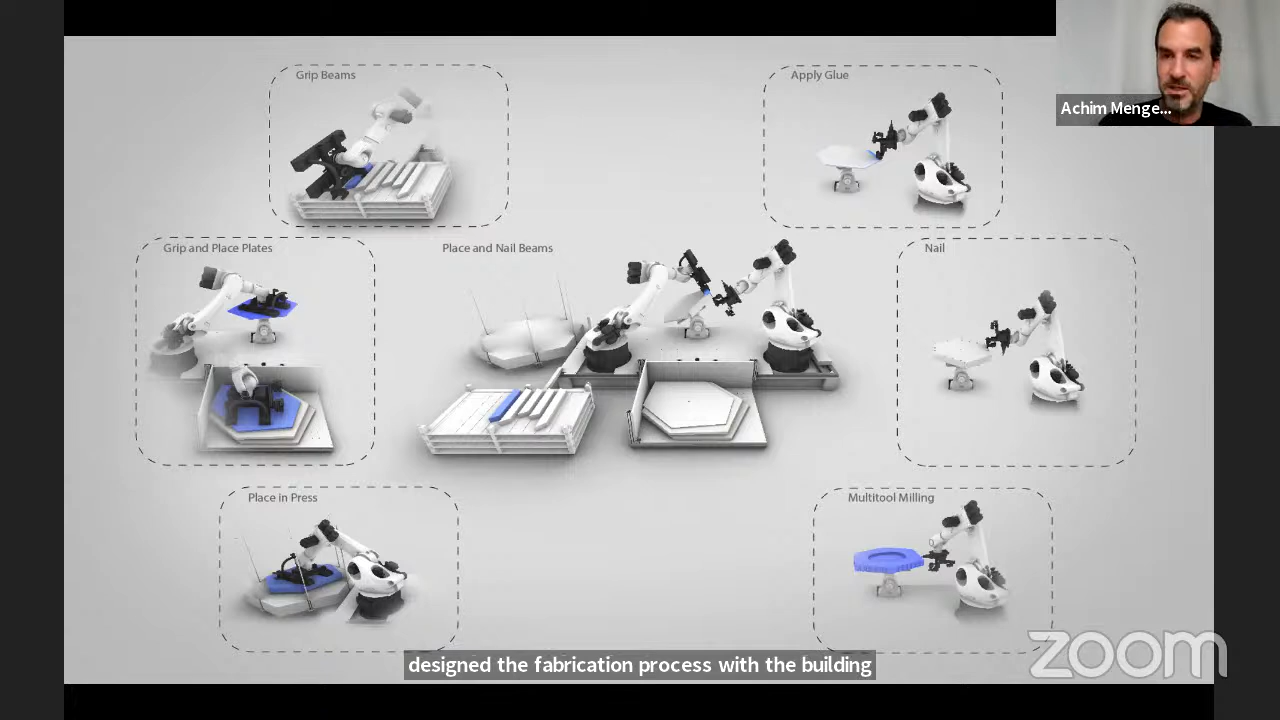 Grip Beams
Apply Glue
Achim Menge...
Grip and Place Plates
Place and Nail Beams
Nail
Place in Press
Multitool Milling
designed the fabrication process with the building
zoom